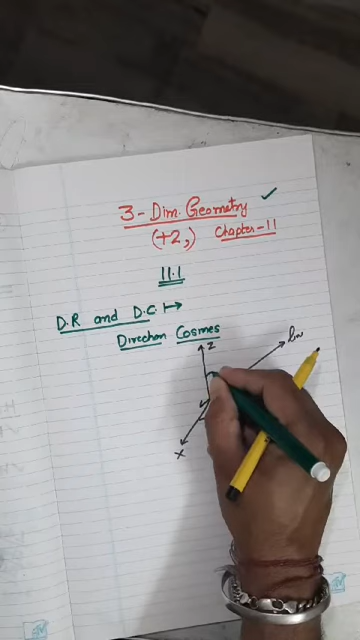 3- Dim. Geometry
(+2,) Chapter-11
11.1
D.R and D.C.
Direction Cosines
Z
X